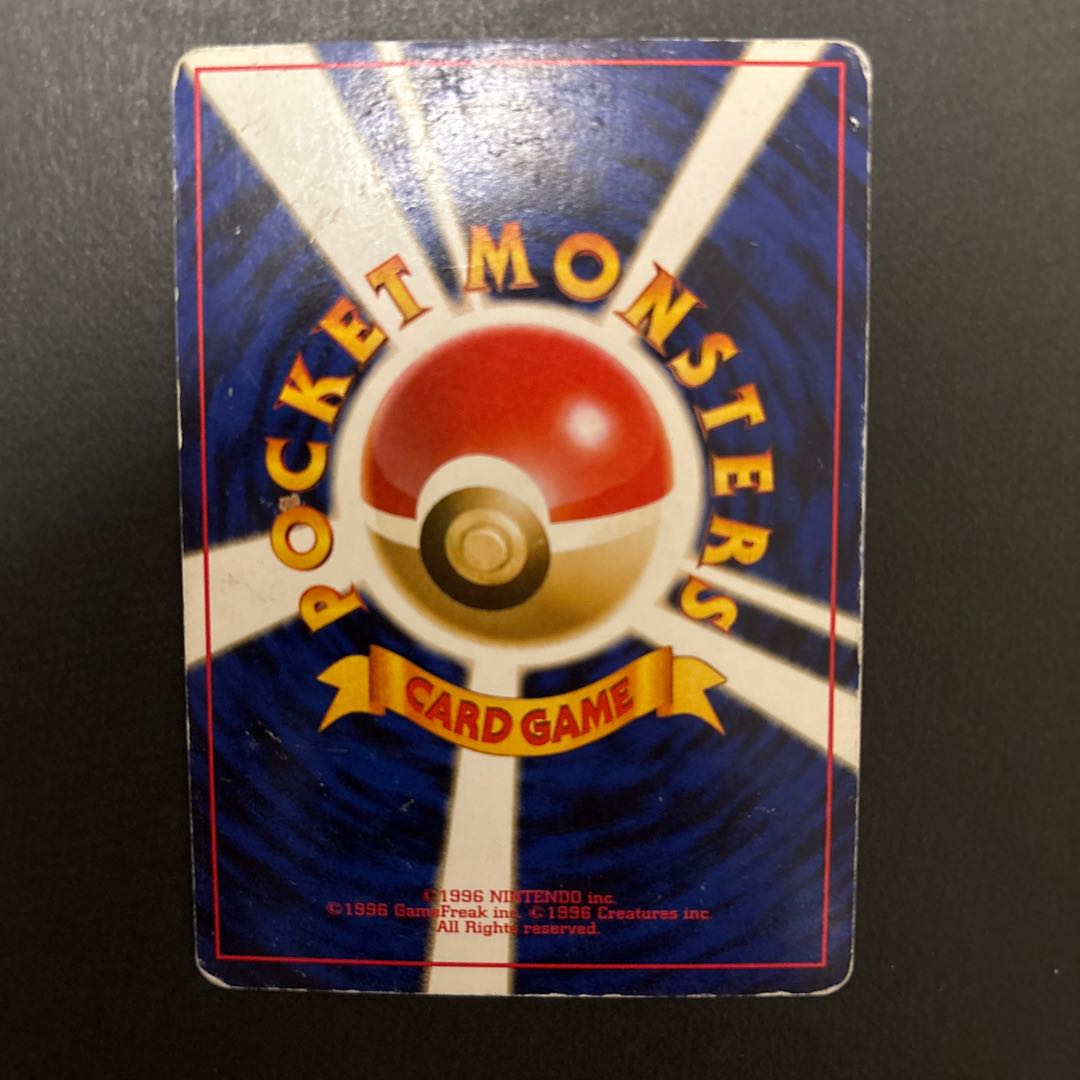 POCKET MONSTERS
CARD GAME
©1996 NINTENDO inc.
©1996 GameFreak inc. ©1996 Creatures inc.
All Rights reserved.